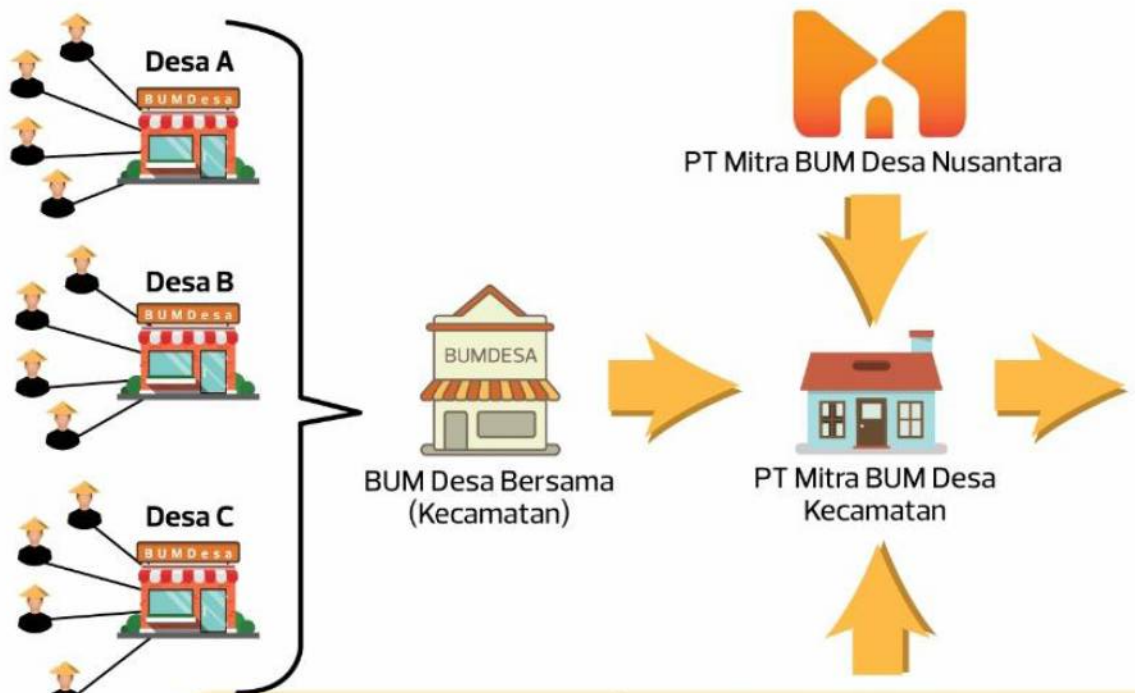 Desa A
BUMDesa
Desa B
BUMDesa
Desa C
BUMDesa
BUMDESA
BUM Desa Bersama
(Kecamatan)
PT Mitra BUM Desa Nusantara
PT Mitra BUM Desa
Kecamatan